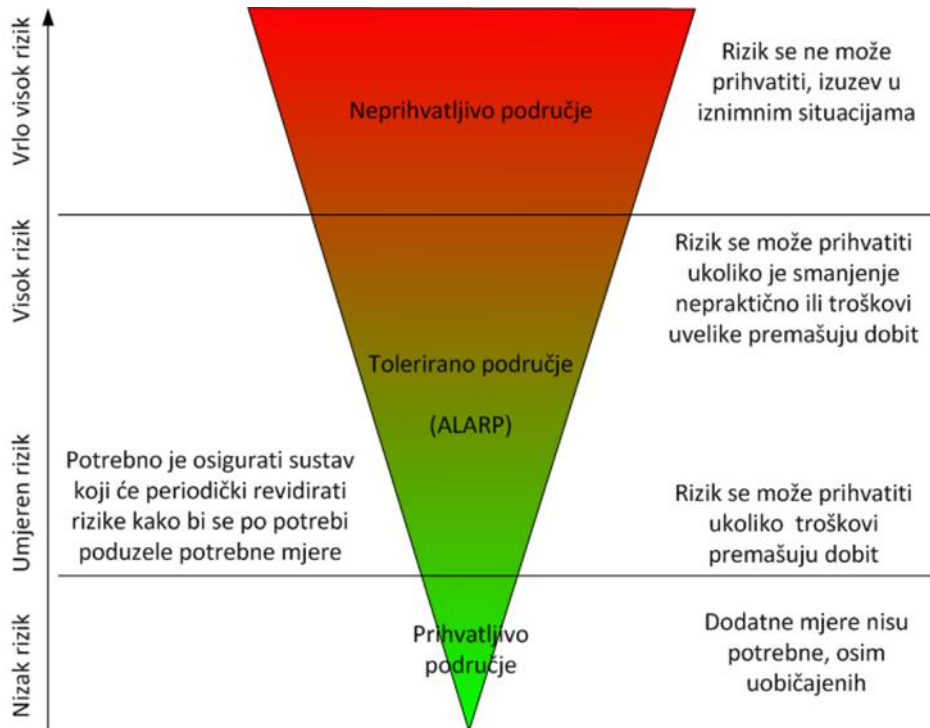 Vrlo visok rizik
Neprihvatljivo područje
Rizik se ne može
prihvatiti, izuzev u
iznimnim situacijama
Visok rizik
Rizik se može prihvatiti
ukoliko je smanjenje
nepraktično ili troškovi
uvelike premašuju dobit
Tolerirano područje
(ALARP)
Umjeren rizik
Potrebno je osigurati sustav
koji će periodički revidirati
rizike kako bi se po potrebi
poduzele potrebne mjere
Rizik se može prihvatiti
ukoliko troškovi
premašuju dobit
Nizak rizik
Prihvatljivo
područje
Dodatne mjere nisu
potrebne, osim
uobičajenih